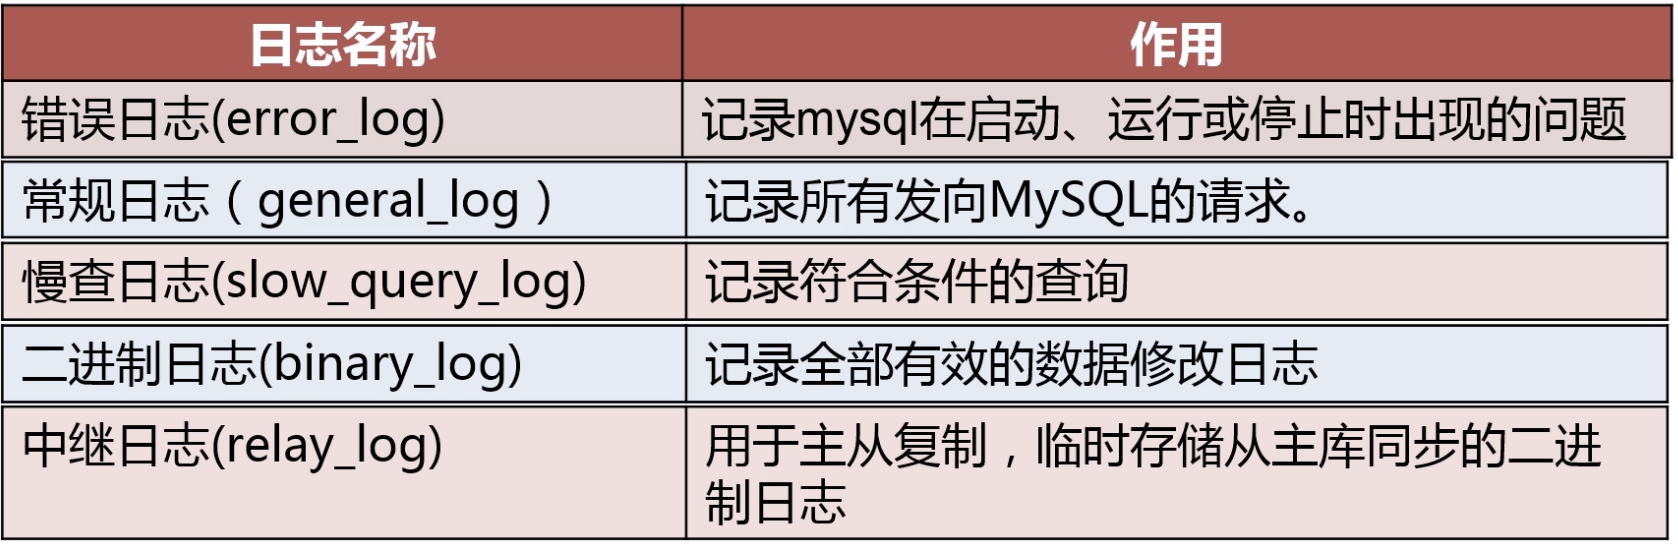 日志名称 作用
错误日志(error_log) 记录mysql在启动、运行或停止时出现的问题
常规日志（general_log） 记录所有发向MySQL的请求。
慢查日志(slow_query_log) 记录符合条件的查询
二进制日志(binary_log) 记录全部有效的数据修改日志
中继日志(relay_log) 用于主从复制，临时存储从主库同步的二进
制日志